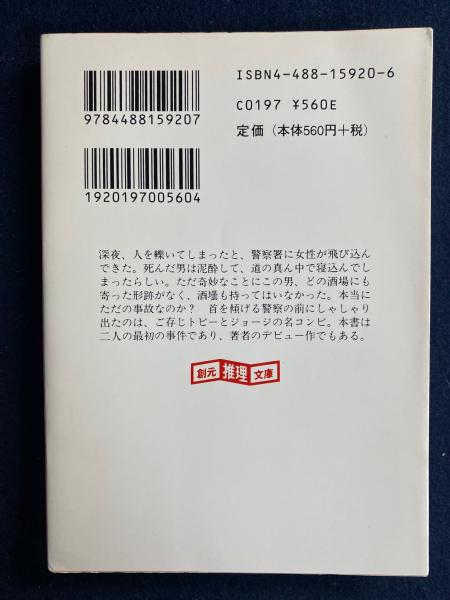 ISBN4-488-15920-6
C0197 ¥560E
定価（本体560円＋税）
9784488159207
1920197005604
深夜、人を轢いてしまったと、警察署に女性が飛び込ん
できた。死んだ男は泥酔して、道の真ん中で寝込んでし
まったらしい。ただ奇妙なことにこの男、どの酒場にも
寄った形跡がなく、酒壜も持ってはいなかった。本当に
ただの事故なのか？　首を傾げる警察の前にしゃしゃり
出たのは、ご存じトビーとジョージの名コンビ。本書は
二人の最初の事件であり、著者のデビュー作でもある。
創元推理文庫